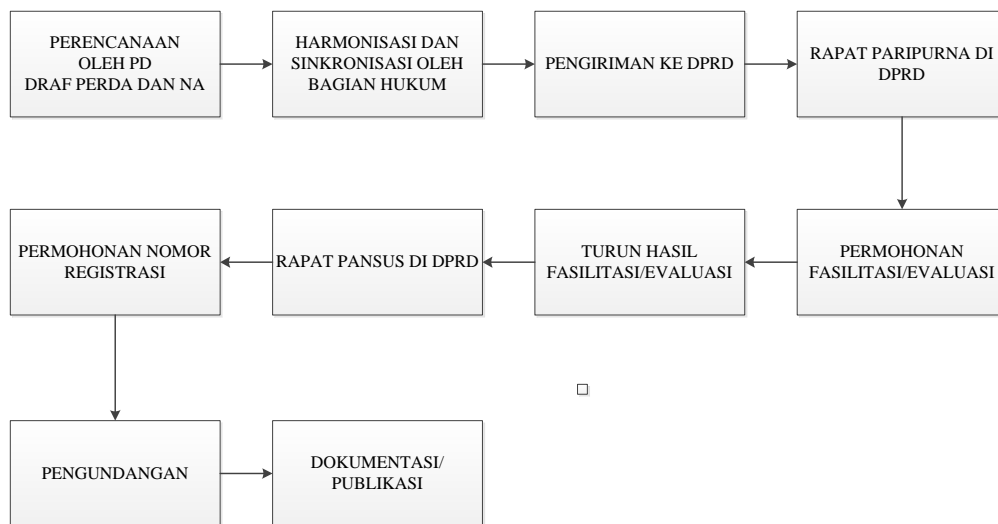 PERENCANAAN
OLEH PD
DRAF PERDA DAN NA
HARMONISASI DAN
SINKRONISASI OLEH
BAGIAN HUKUM
PENGIRIMAN KE DPRD
RAPAT PARIPURNA DI
DPRD
PERMOHONAN NOMOR
REGISTRASI
RAPAT PANSUS DI DPRD
TURUN HASIL
FASILITASI/EVALUASI
PERMOHONAN
FASILITASI/EVALUASI
PENGUNDANGAN
DOKUMENTASI/
PUBLIKASI